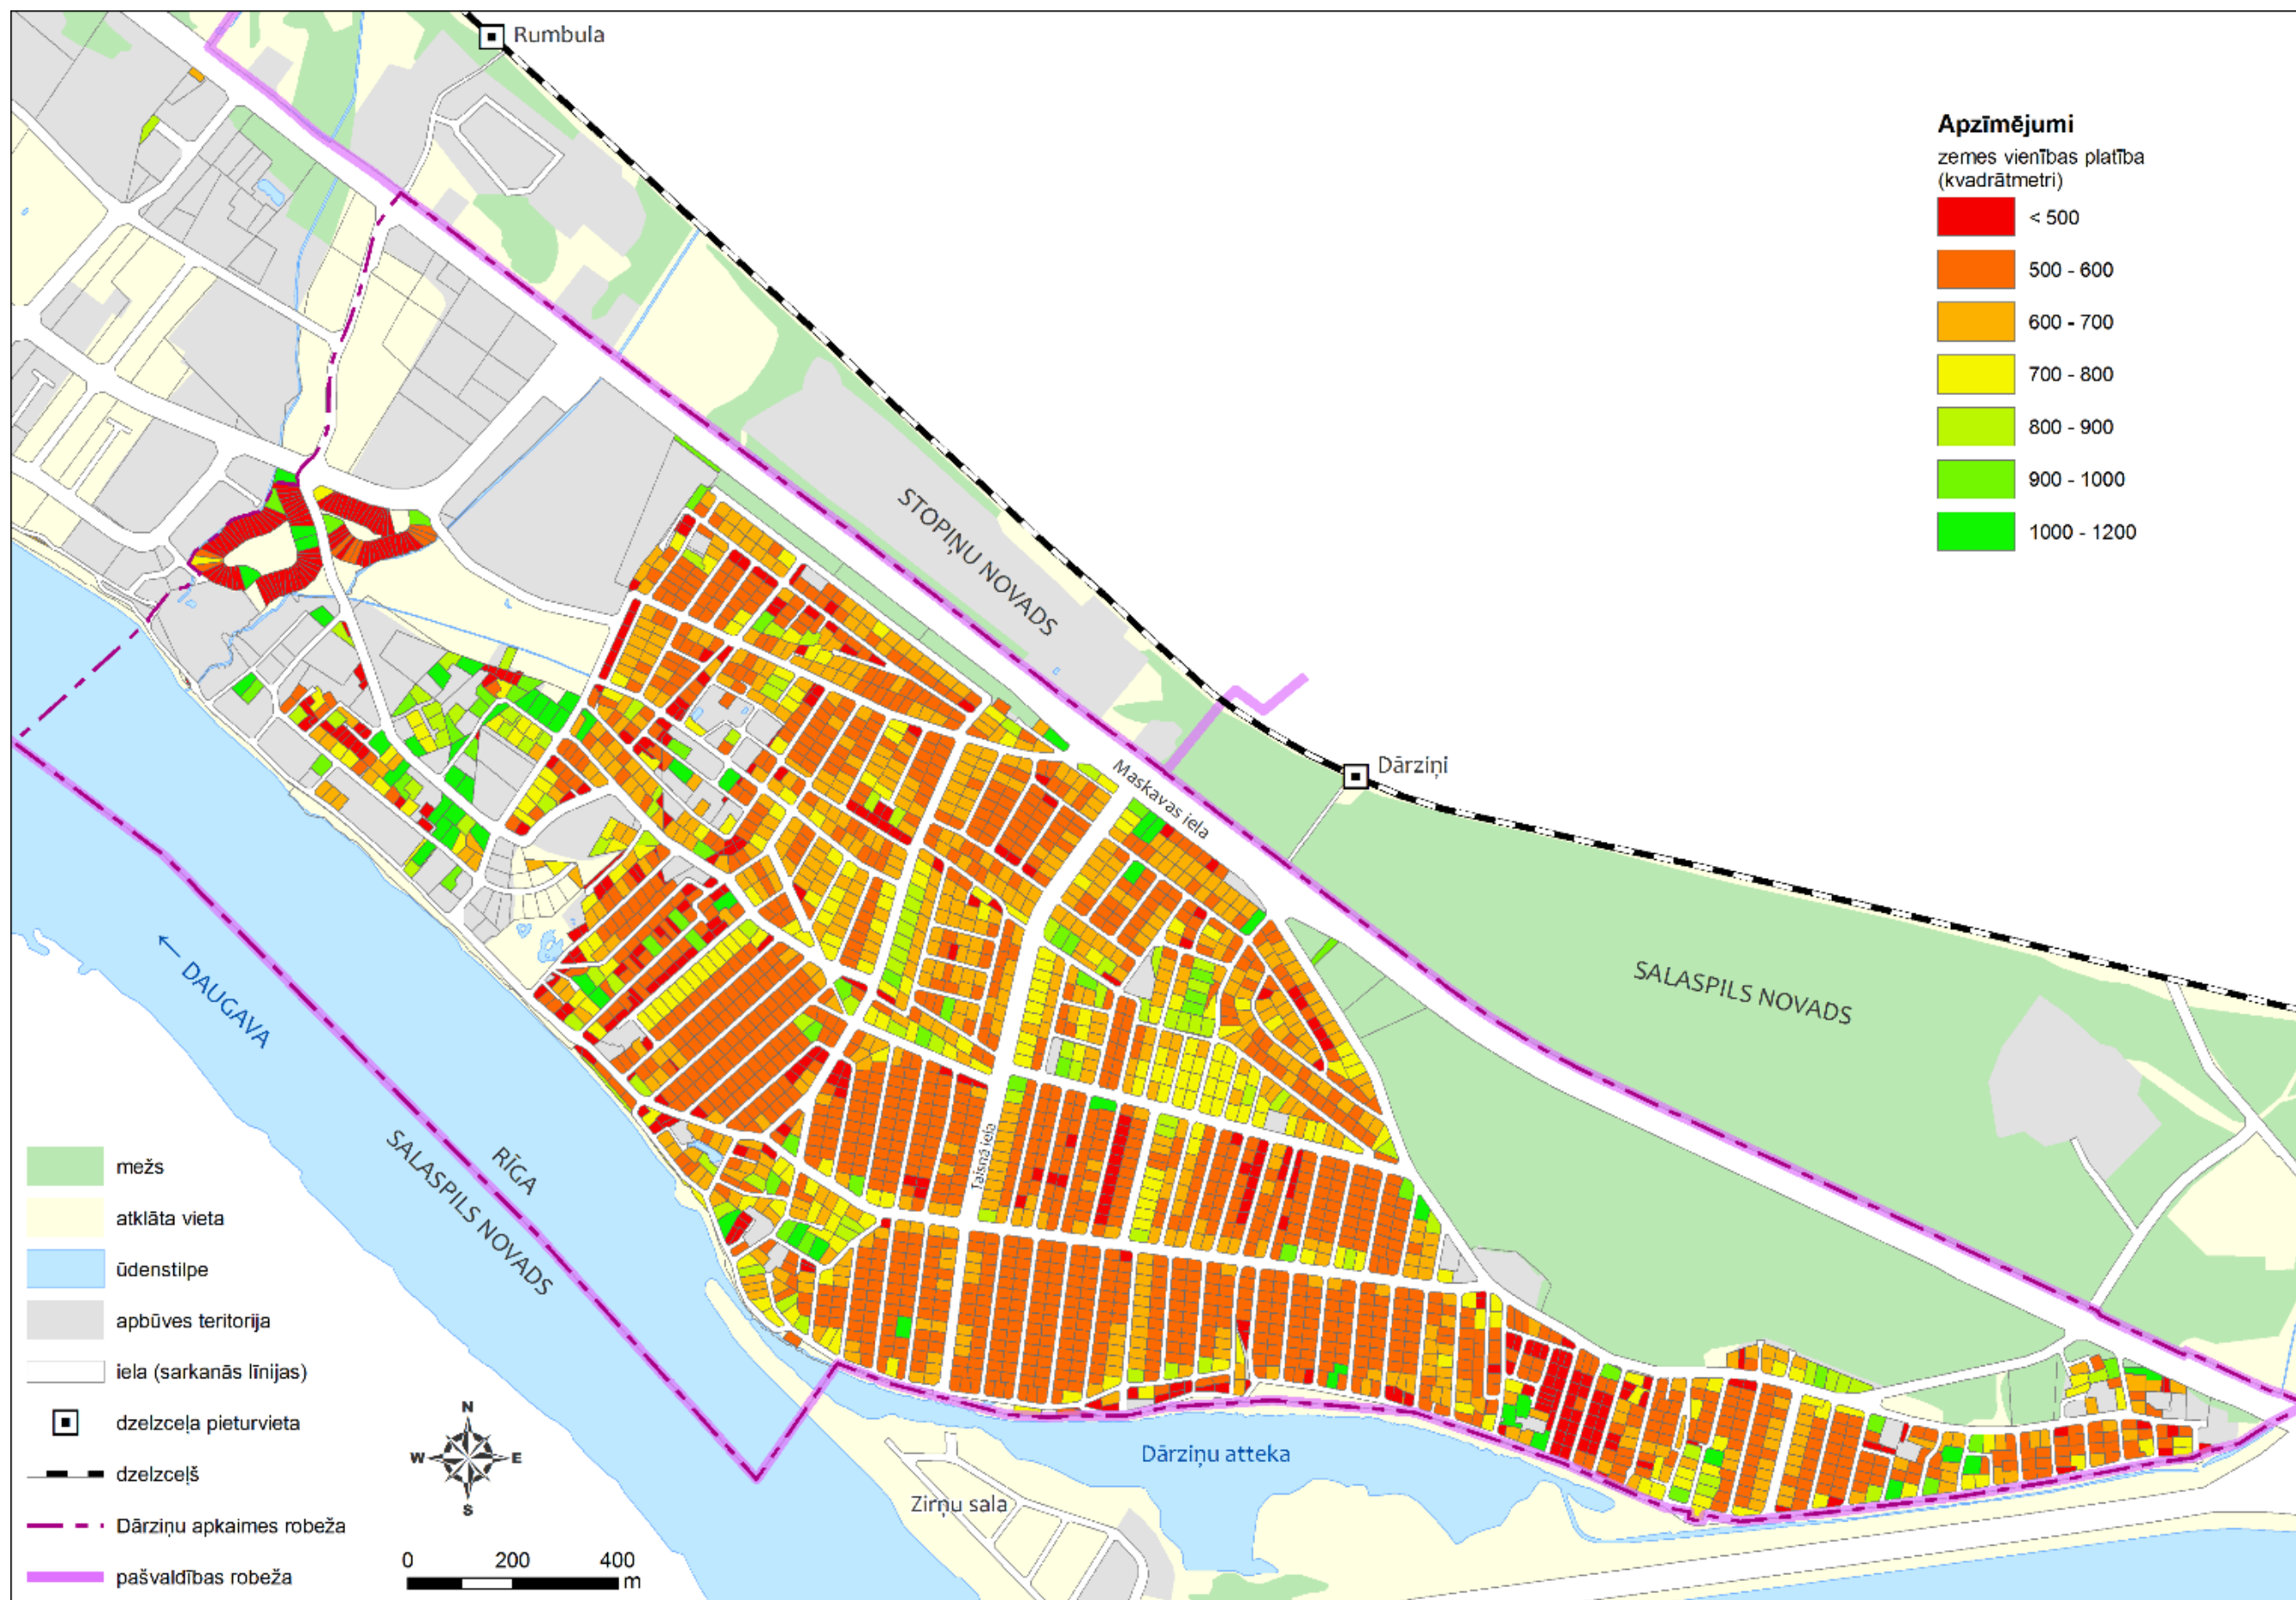 Rumbula
Apzīmējumi
zemes vienības platība
(kvadrātmetri)
< 500
500 - 600
600 - 700
700 - 800
800 - 900
900 - 1000
1000 - 1200
STOPIŅU NOVADS
Dārziņi
Maskavas iela
SALASPILS NOVADS
← DAUGAVA
RĪGA
SALASPILS NOVADS
Taisnā iela
mežs
atklāta vieta
ūdenstilpe
apbūves teritorija
iela (sarkanās līnijas)
dzelzceļa pieturvieta
dzelzceļš
Dārziņu apkaimes robeža
pašvaldības robeža
N
W
E
S
0 200 400
m
Dārziņu atteka
Zirņu sala